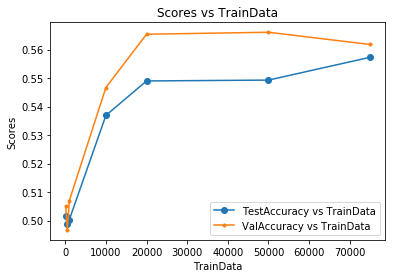 Scores vs TrainData
0.56
0.55
0.54
0.53
0.52
0.51
0.50
Scores
TestAccuracy vs TrainData
ValAccuracy vs TrainData
0 10000 20000 30000 40000 50000 60000 70000
TrainData